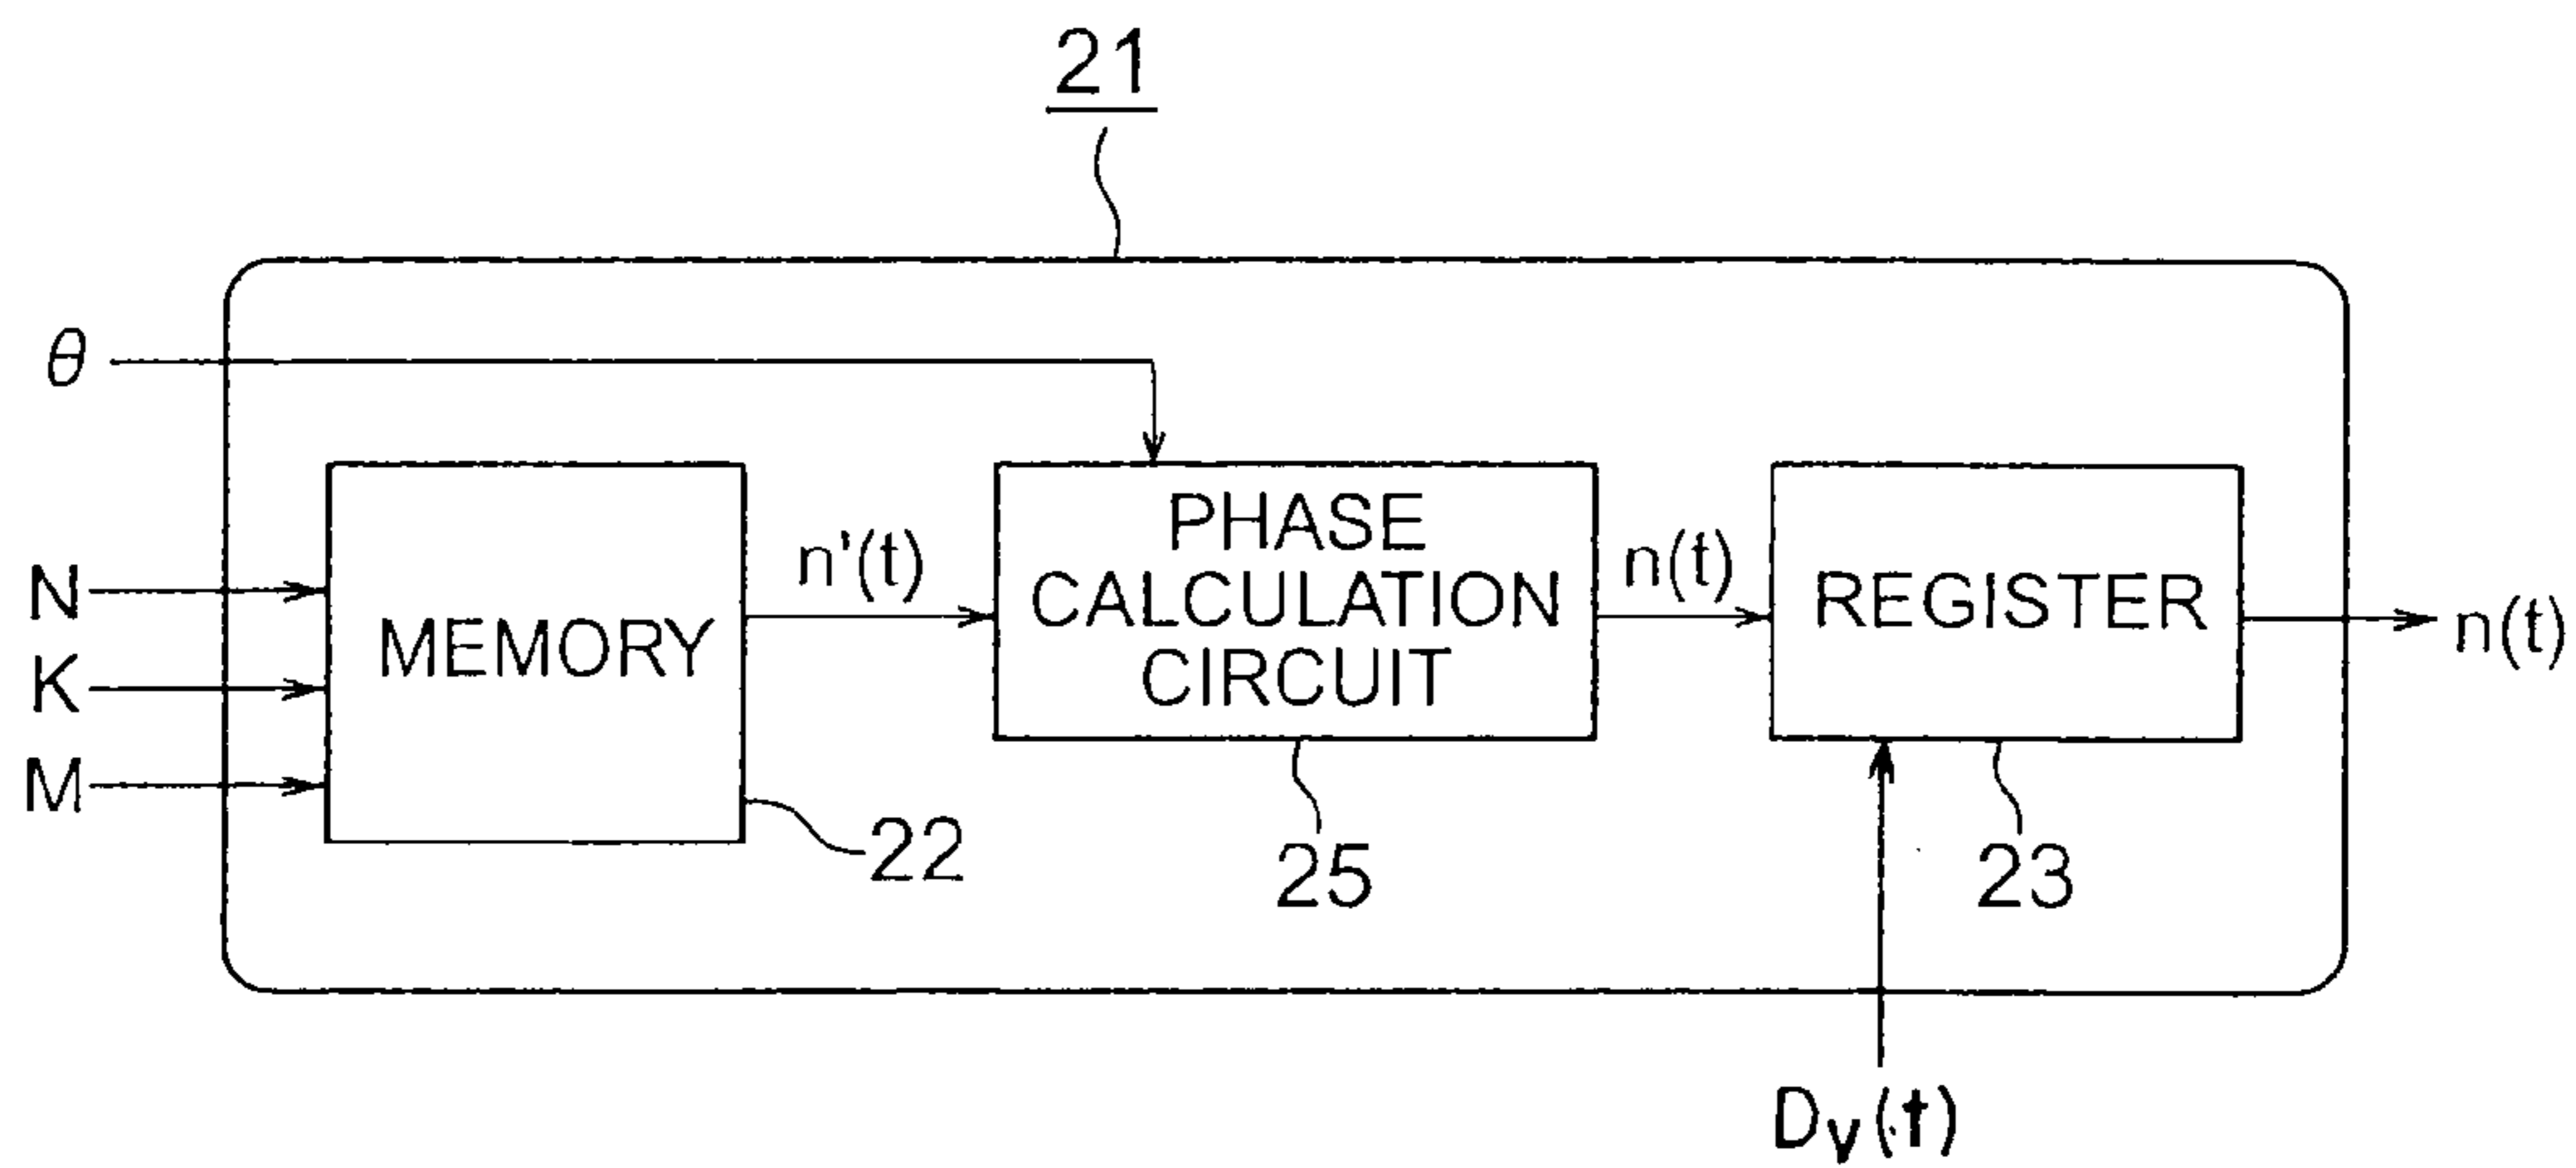 21
θ
N
K
M
MEMORY
22
n'(t)
PHASE
CALCULATION
CIRCUIT
25
n(t)
REGISTER
23
n(t)
Dv(t)